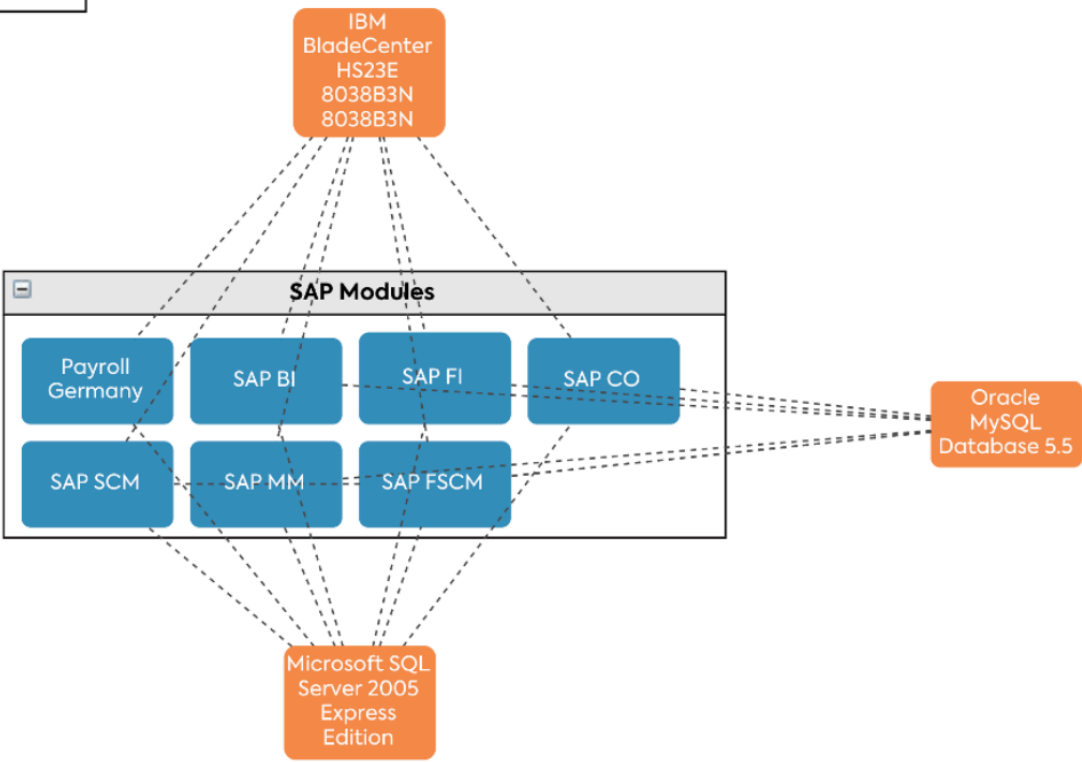 IBM
BladeCenter
HS23E
8038B3N
8038B3N
SAP Modules
Payroll
Germany
SAP BI
SAP FI
SAP CO
SAP SCM
SAP MM
SAP FSCM
Oracle
MySQL
Database 5.5
Microsoft SQL
Server 2005
Express
Edition